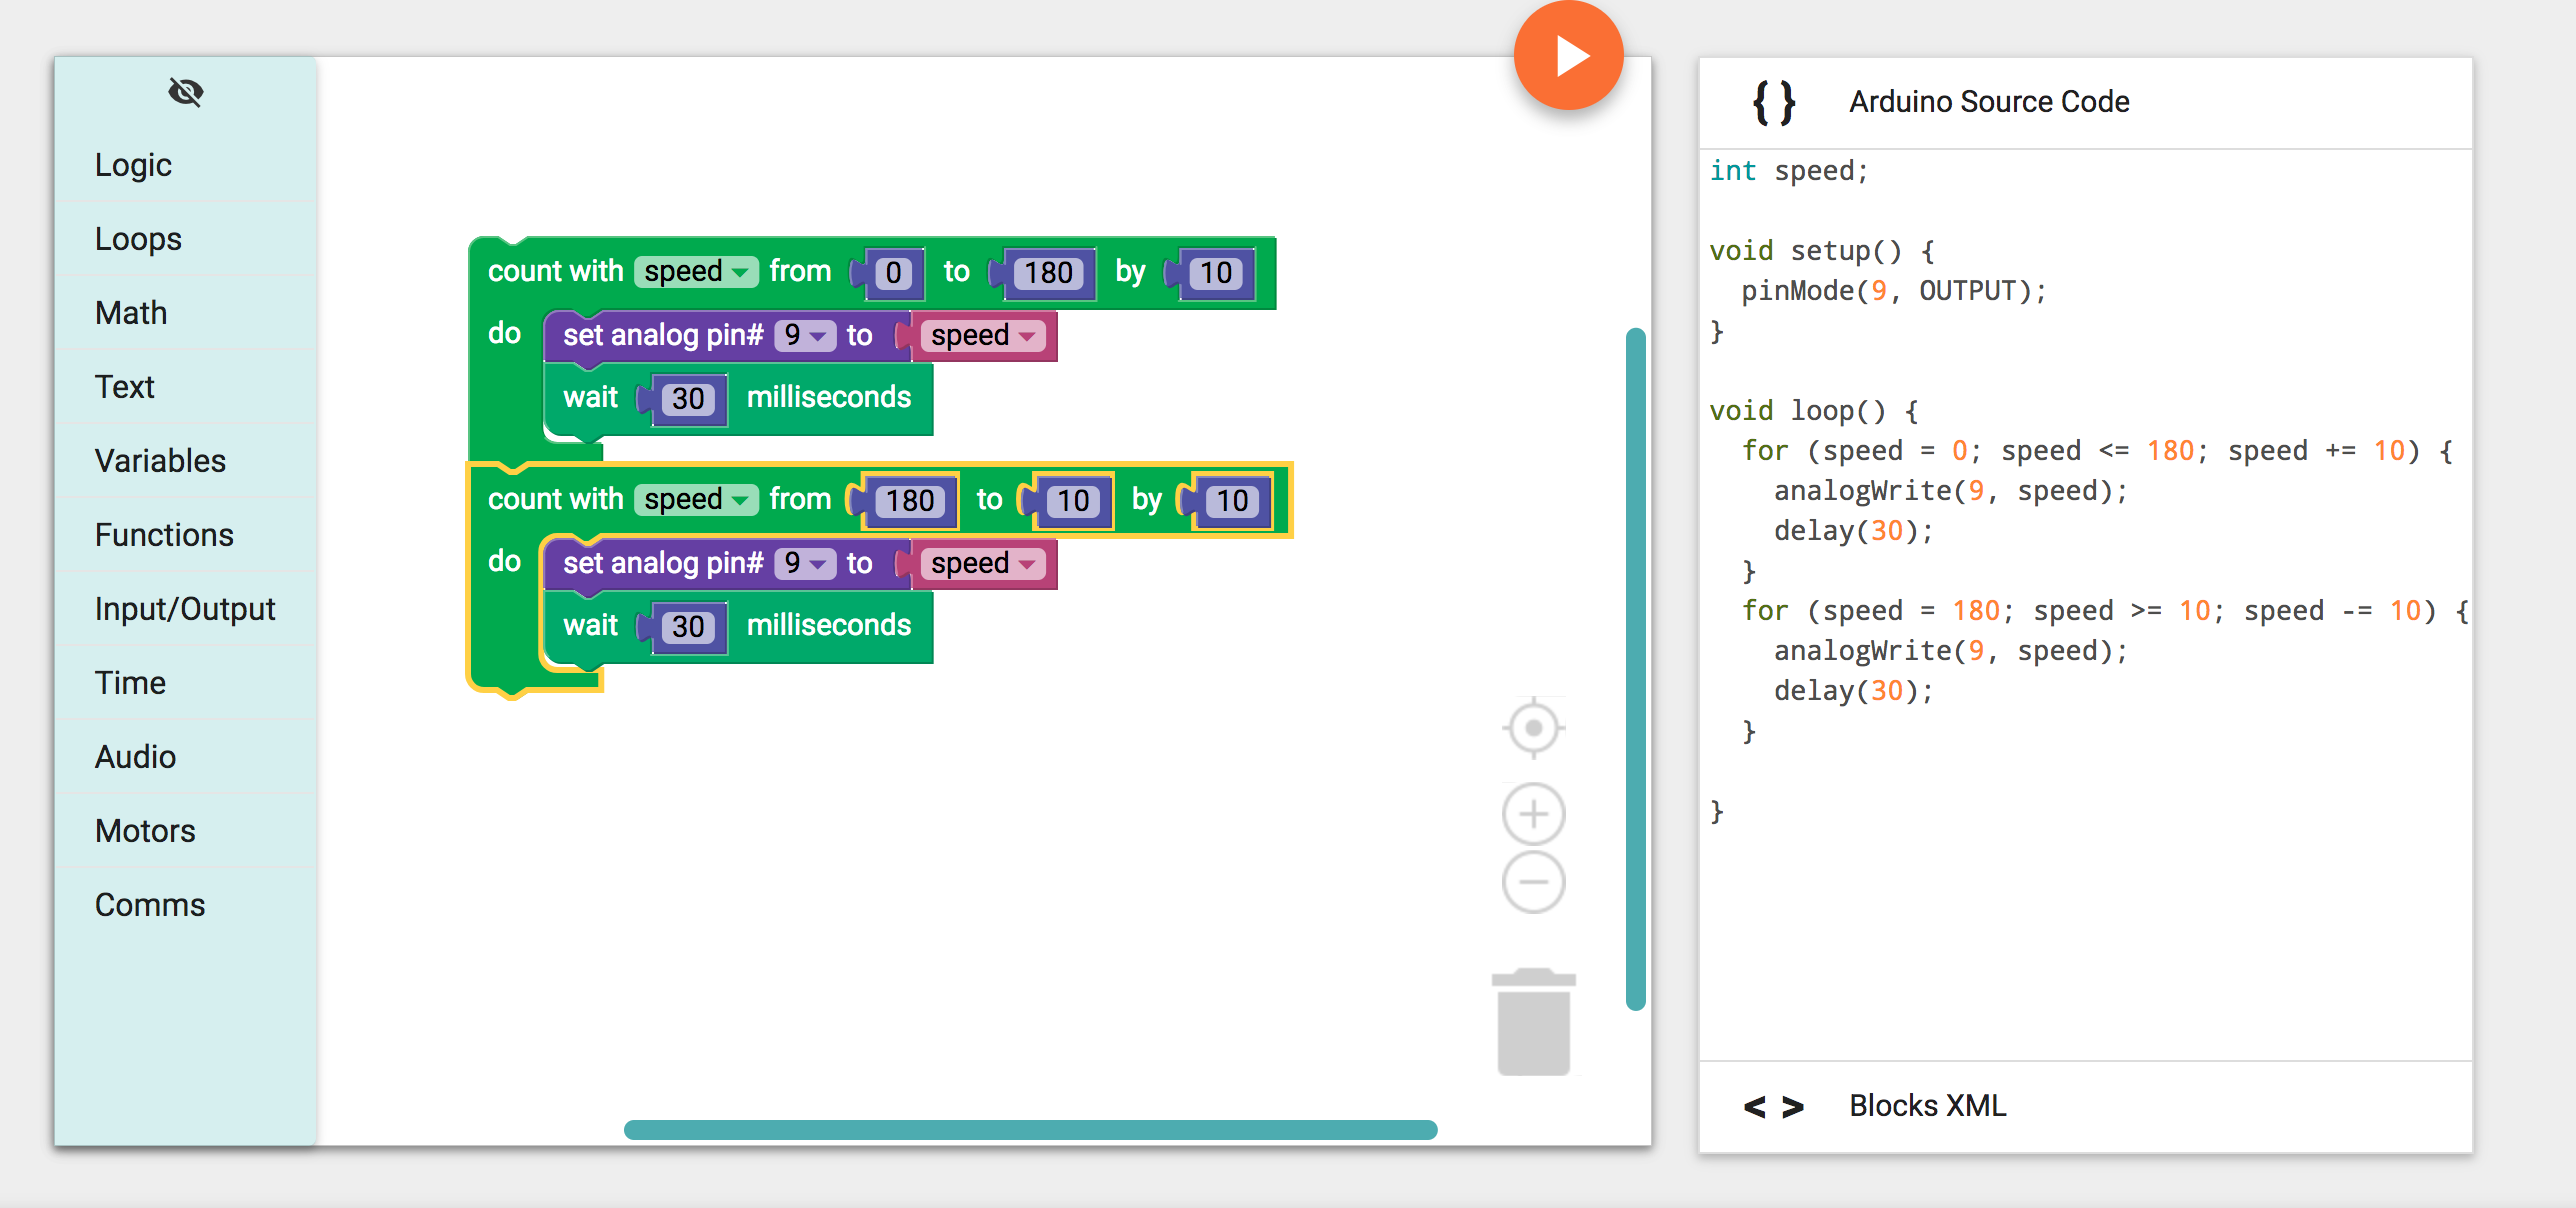 Logic
Loops
Math
Text
Variables
Functions
Input/Output
Time
Audio
Motors
Comms
count with speed from 0 to 180 by 10
do set analog pin# 9 to speed
wait 30 milliseconds
count with speed from 180 to 10 by 10
do set analog pin# 9 to speed
wait 30 milliseconds
{ } Arduino Source Code
int speed;
void setup() {
  pinMode(9, OUTPUT);
}
void loop() {
  for (speed = 0; speed <= 180; speed += 10) {
    analogWrite(9, speed);
    delay(30);
  }
  for (speed = 180; speed >= 10; speed -= 10) {
    analogWrite(9, speed);
    delay(30);
  }
}
< > Blocks XML